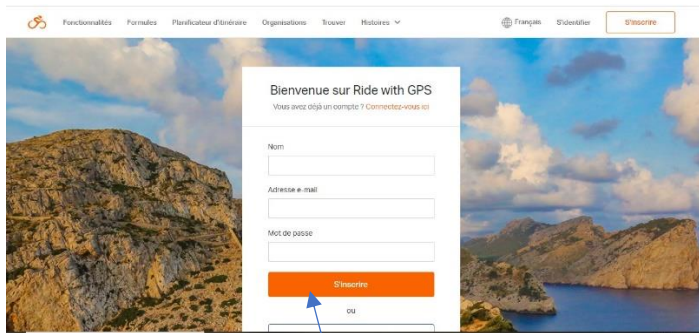 Fonctionnalités Formules Planificateur d'itinéraire Organisations Trouver Histoires Français S'identifier S'inscrire
Bienvenue sur Ride with GPS
Vous avez déjà un compte ? Connectez-vous ici
Nom
Adresse e-mail
Mot de passe
S'inscrire
ou